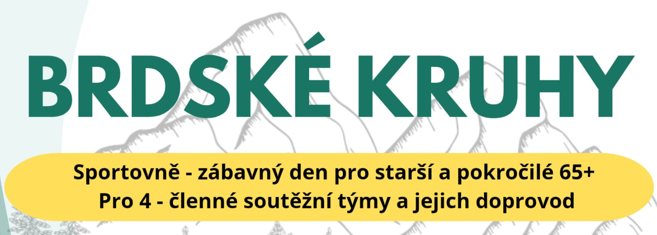 BRDSKÉ KRUHY
Sportovně - zábavný den pro starší a pokročilé 65+
Pro 4 - členné soutěžní týmy a jejich doprovod